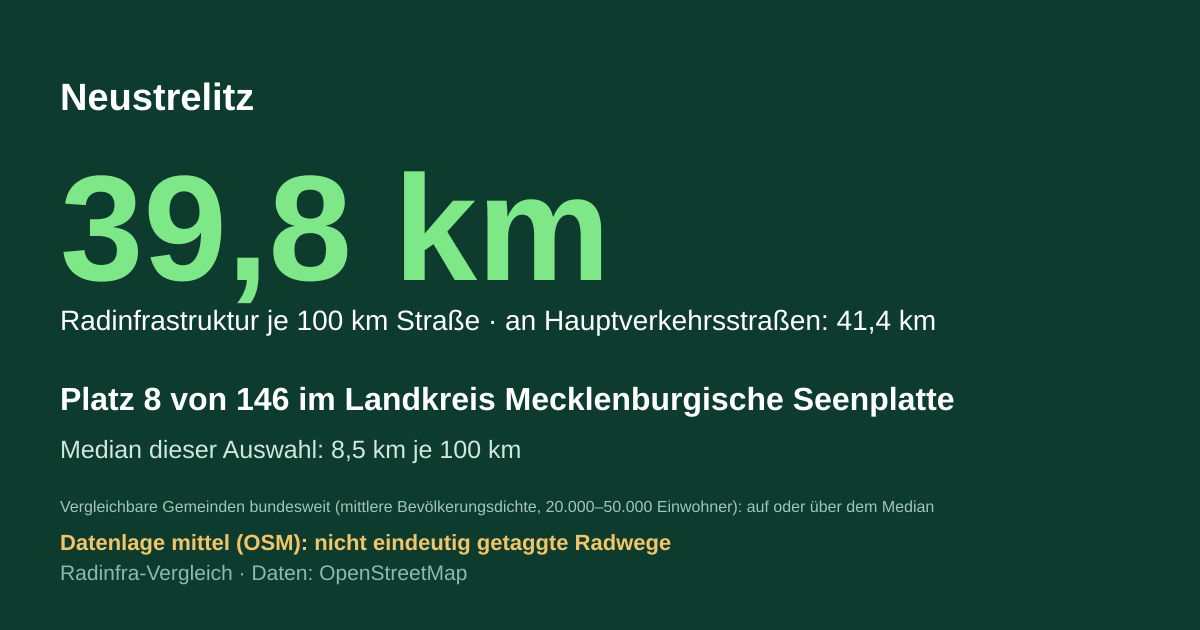 Neustrelitz
39,8 km
Radinfrastruktur je 100 km Straße · an Hauptverkehrsstraßen: 41,4 km
Platz 8 von 146 im Landkreis Mecklenburgische Seenplatte
Median dieser Auswahl: 8,5 km je 100 km
Vergleichbare Gemeinden bundesweit (mittlere Bevölkerungsdichte, 20.000–50.000 Einwohner): auf oder über dem Median
Datenlage mittel (OSM): nicht eindeutig getaggte Radwege
Radinfra-Vergleich · Daten: OpenStreetMap